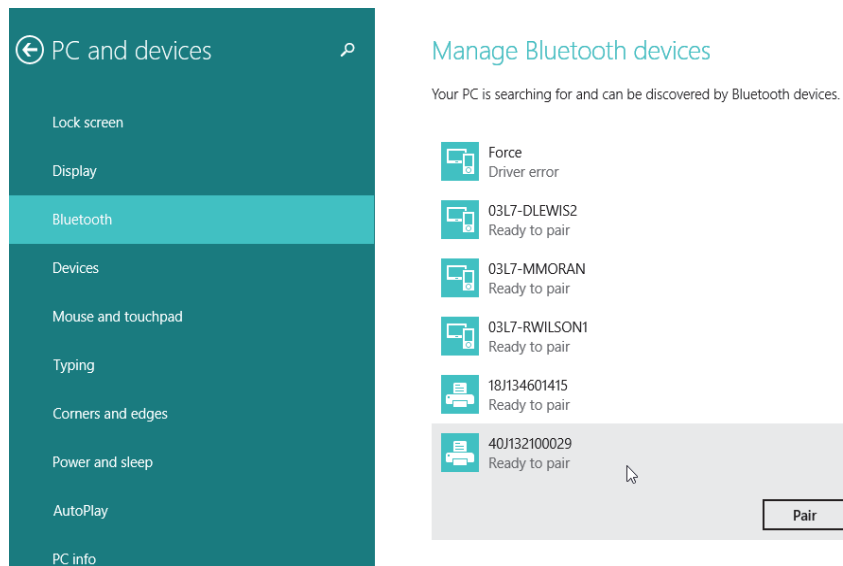 PC and devices
Lock screen
Display
Bluetooth
Devices
Mouse and touchpad
Typing
Corners and edges
Power and sleep
AutoPlay
PC info
Manage Bluetooth devices
Your PC is searching for and can be discovered by Bluetooth devices.
Force
Driver error
03L7-DLEWIS2
Ready to pair
03L7-MMORAN
Ready to pair
03L7-RWILSON1
Ready to pair
18J134601415
Ready to pair
40J132100029
Ready to pair
Pair